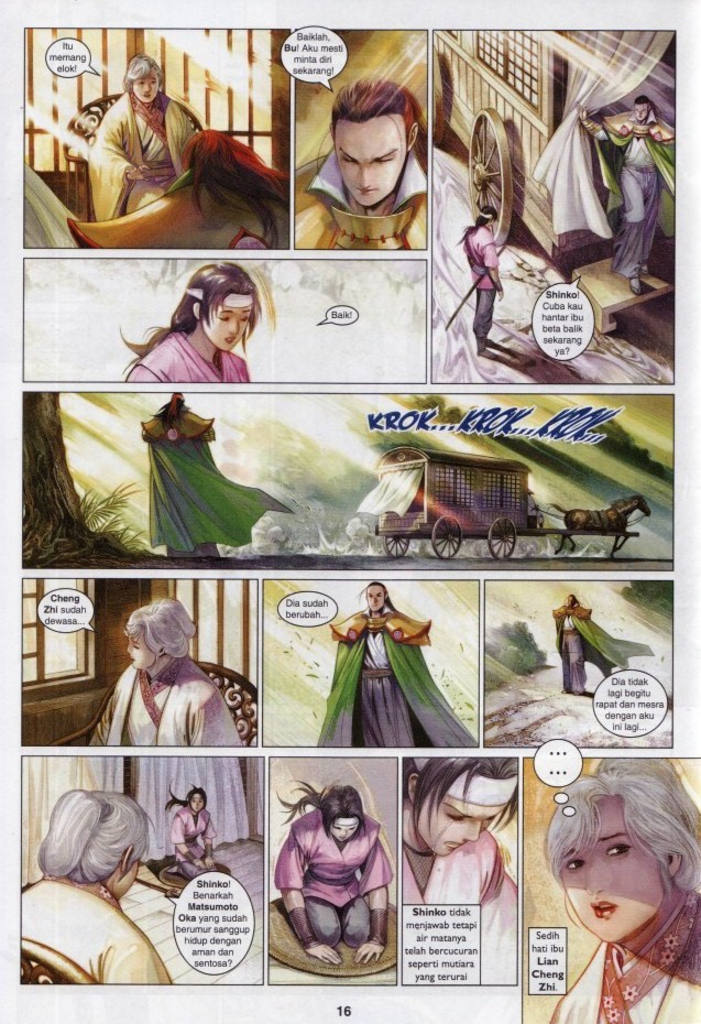 Itu
memang
elok!
Baiklah,
Bu! Aku mesti
minta diri
sekarang!
Shinko!
Cuba kau
hantar ibu
beta balik
sekarang
ya?
Baik!
KROK...KROK...KROK...
Cheng
Zhi sudah
dewasa...
Dia sudah
berubah...
Dia tidak
lagi begitu
rapat dan mesra
dengan aku
ini lagi...
Shinko!
Benarkah
Matsumoto
Oka yang sudah
berumur sanggup
hidup dengan
aman dan
sentosa?
Shinko tidak
menjawab tetapi
air matanya
telah bercucuran
seperti mutiara
yang terurai
...
...
Sedih
hati ibu
Lian
Cheng
Zhi.
16